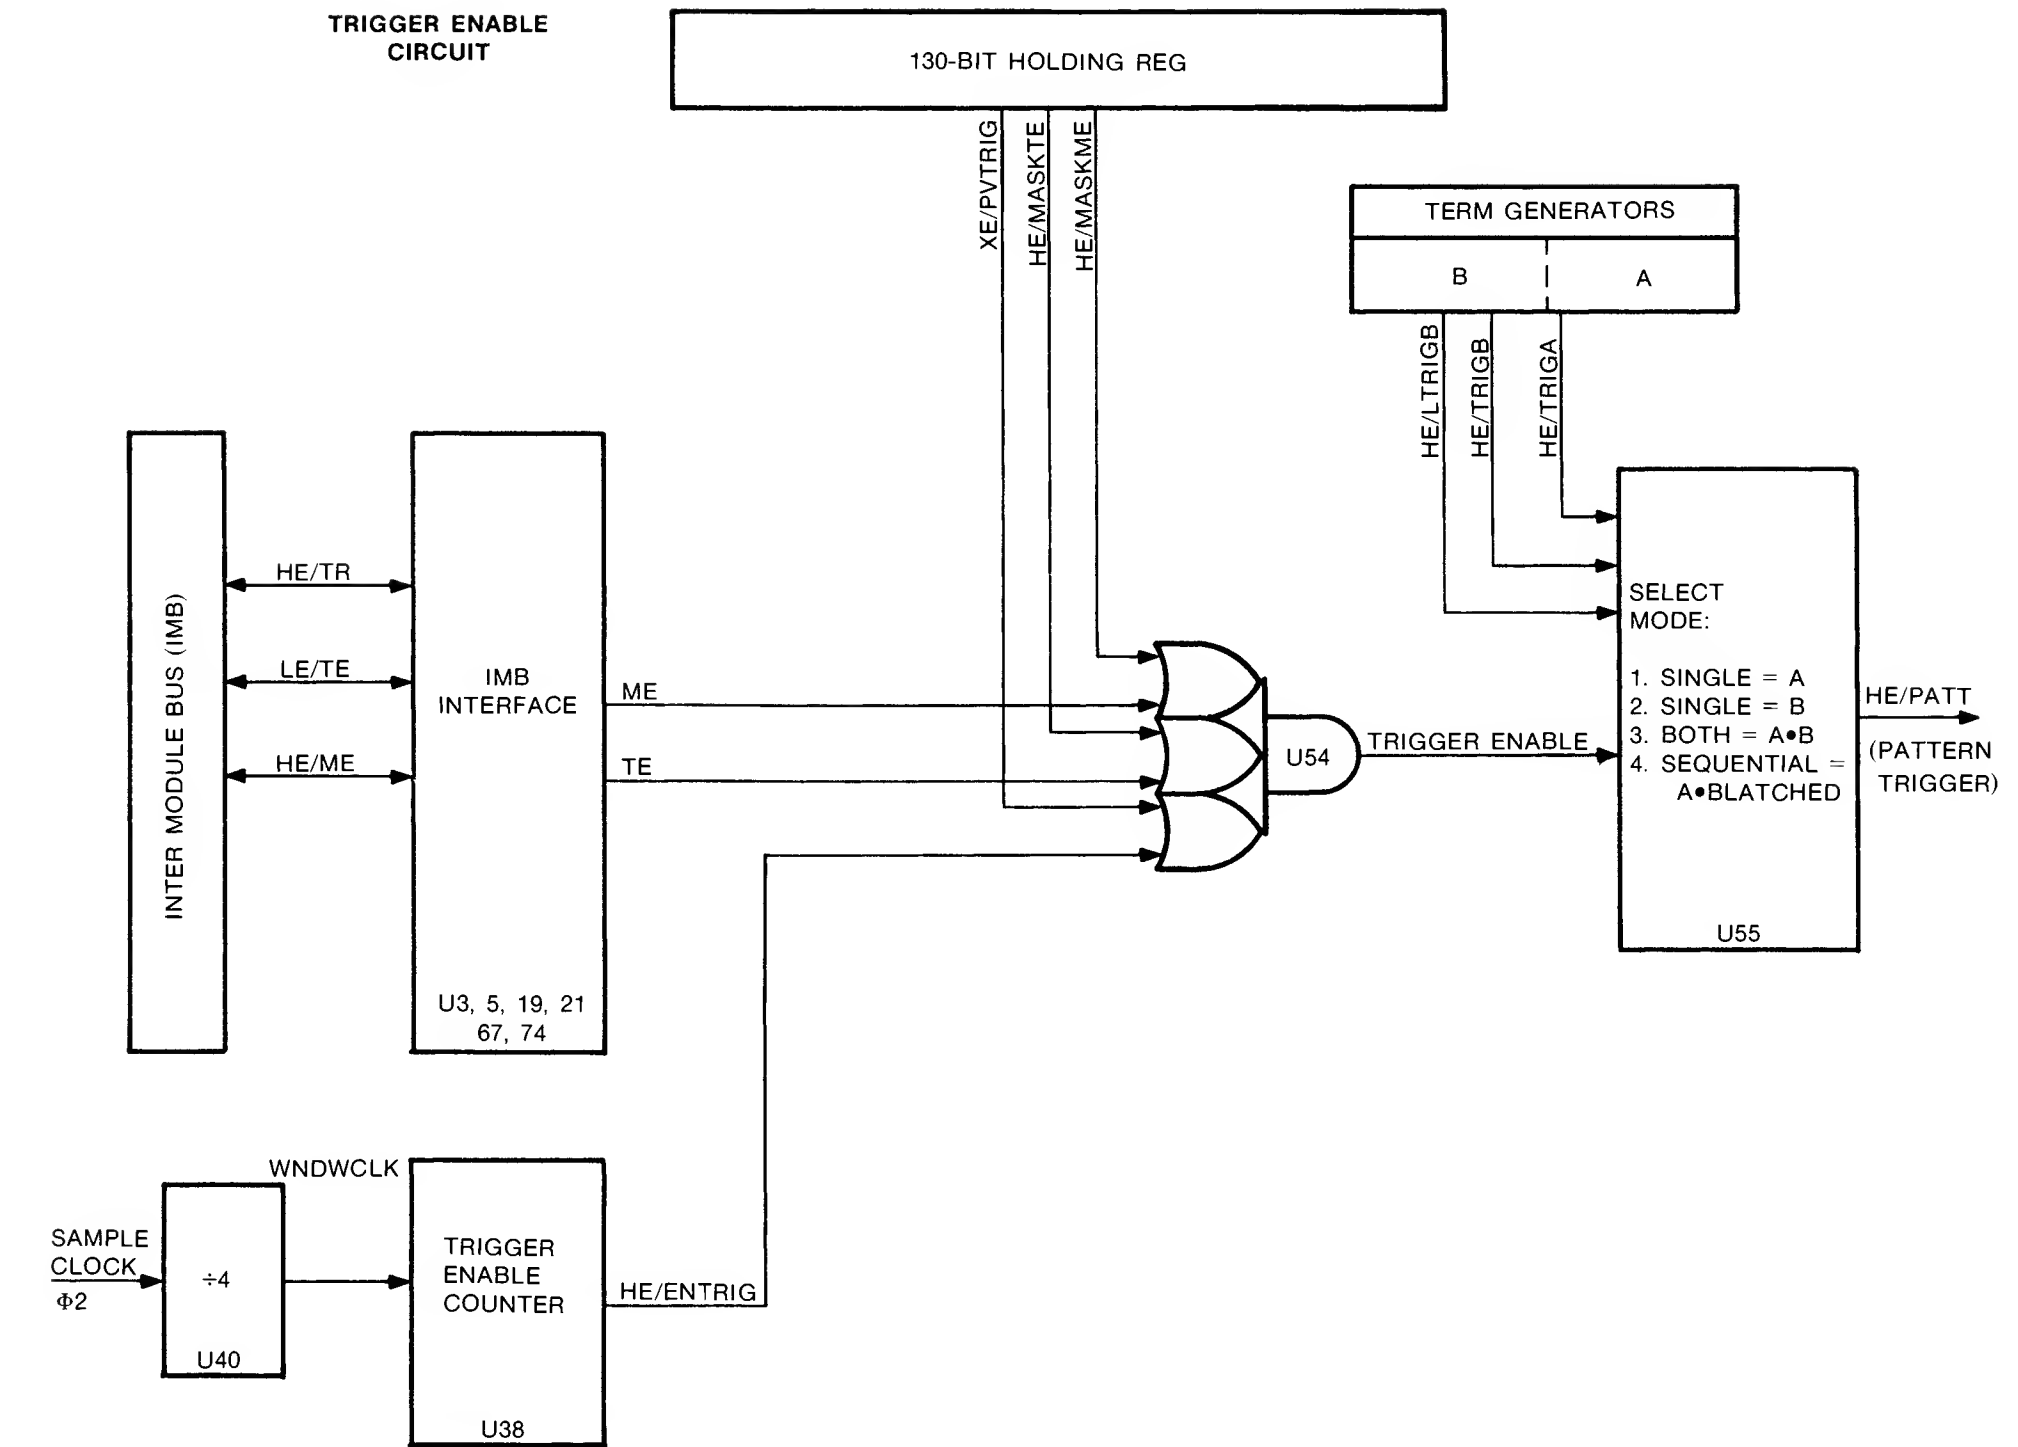 TRIGGER ENABLE
CIRCUIT
130-BIT HOLDING REG
XE/PVTRIG
HE/MASKTE
HE/MASKME
TERM GENERATORS
B
A
HE/LTRIGB
HE/TRIGB
HE/TRIGA
INTER MODULE BUS (IMB)
HE/TR
LE/TE
HE/ME
IMB
INTERFACE
U3, 5, 19, 21
67, 74
ME
TE
U54
TRIGGER ENABLE
SELECT
MODE:
1. SINGLE = A
2. SINGLE = B
3. BOTH = A•B
4. SEQUENTIAL =
A•BLATCHED
U55
HE/PATT
(PATTERN
TRIGGER)
SAMPLE
CLOCK
Φ2
÷4
U40
WNDWCLK
TRIGGER
ENABLE
COUNTER
U38
HE/ENTRIG